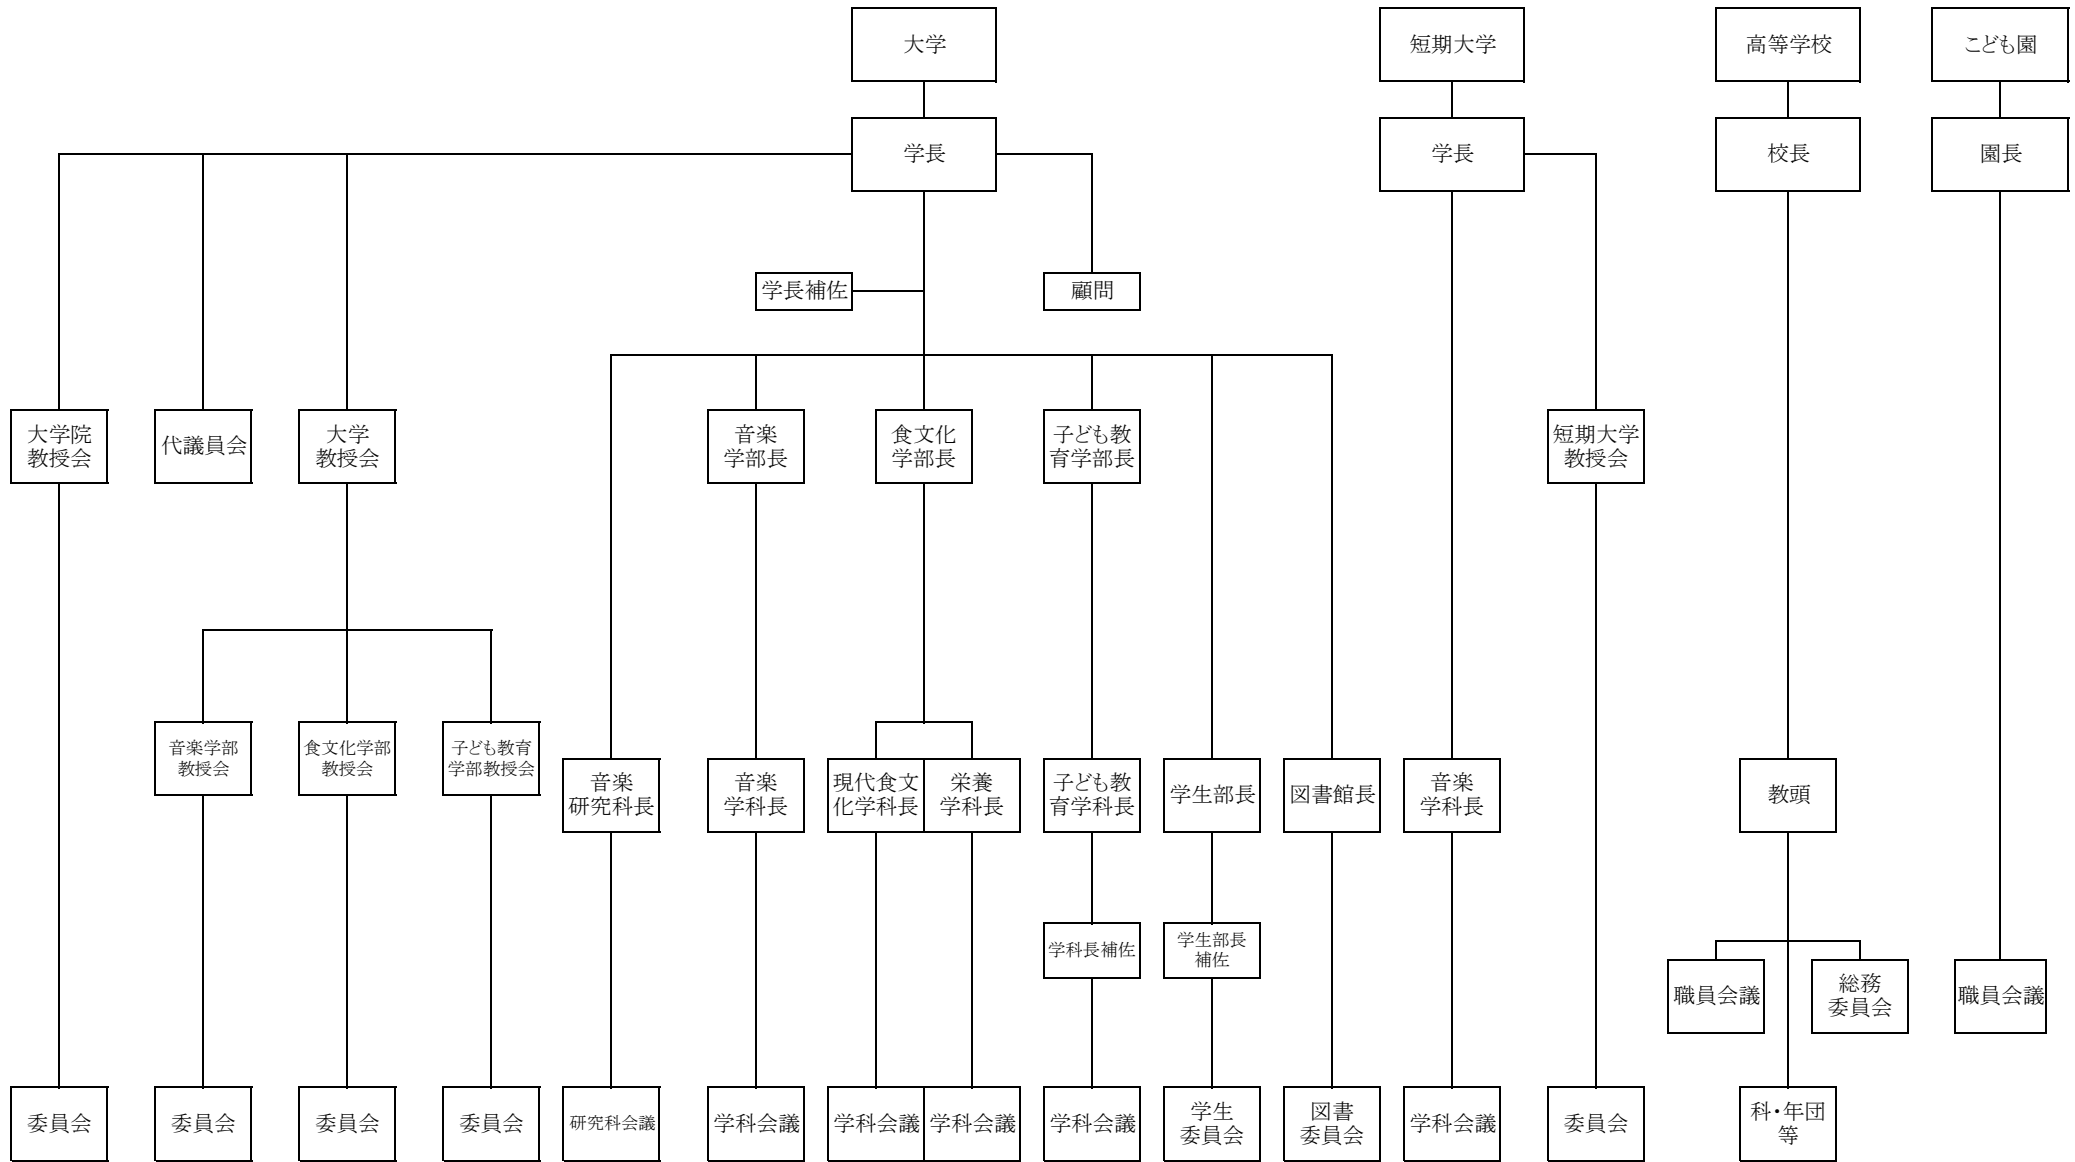 大学
短期大学
高等学校
こども園
学長
学長
校長
園長
学長補佐
顧問
大学院
教授会
代議員会
大学
教授会
音楽
学部長
食文化
学部長
子ども教
育学部長
短期大学
教授会
音楽学部
教授会
食文化学部
教授会
子ども教育
学部教授会
音楽
研究科長
音楽
学科長
現代食文
化学科長
栄養
学科長
子ども教
育学科長
学生部長
図書館長
音楽
学科長
教頭
学科長補佐
学生部長
補佐
職員会議
総務
委員会
職員会議
委員会
委員会
委員会
委員会
研究科会議
学科会議
学科会議
学科会議
学科会議
学生
委員会
図書
委員会
学科会議
委員会
科・年団
等